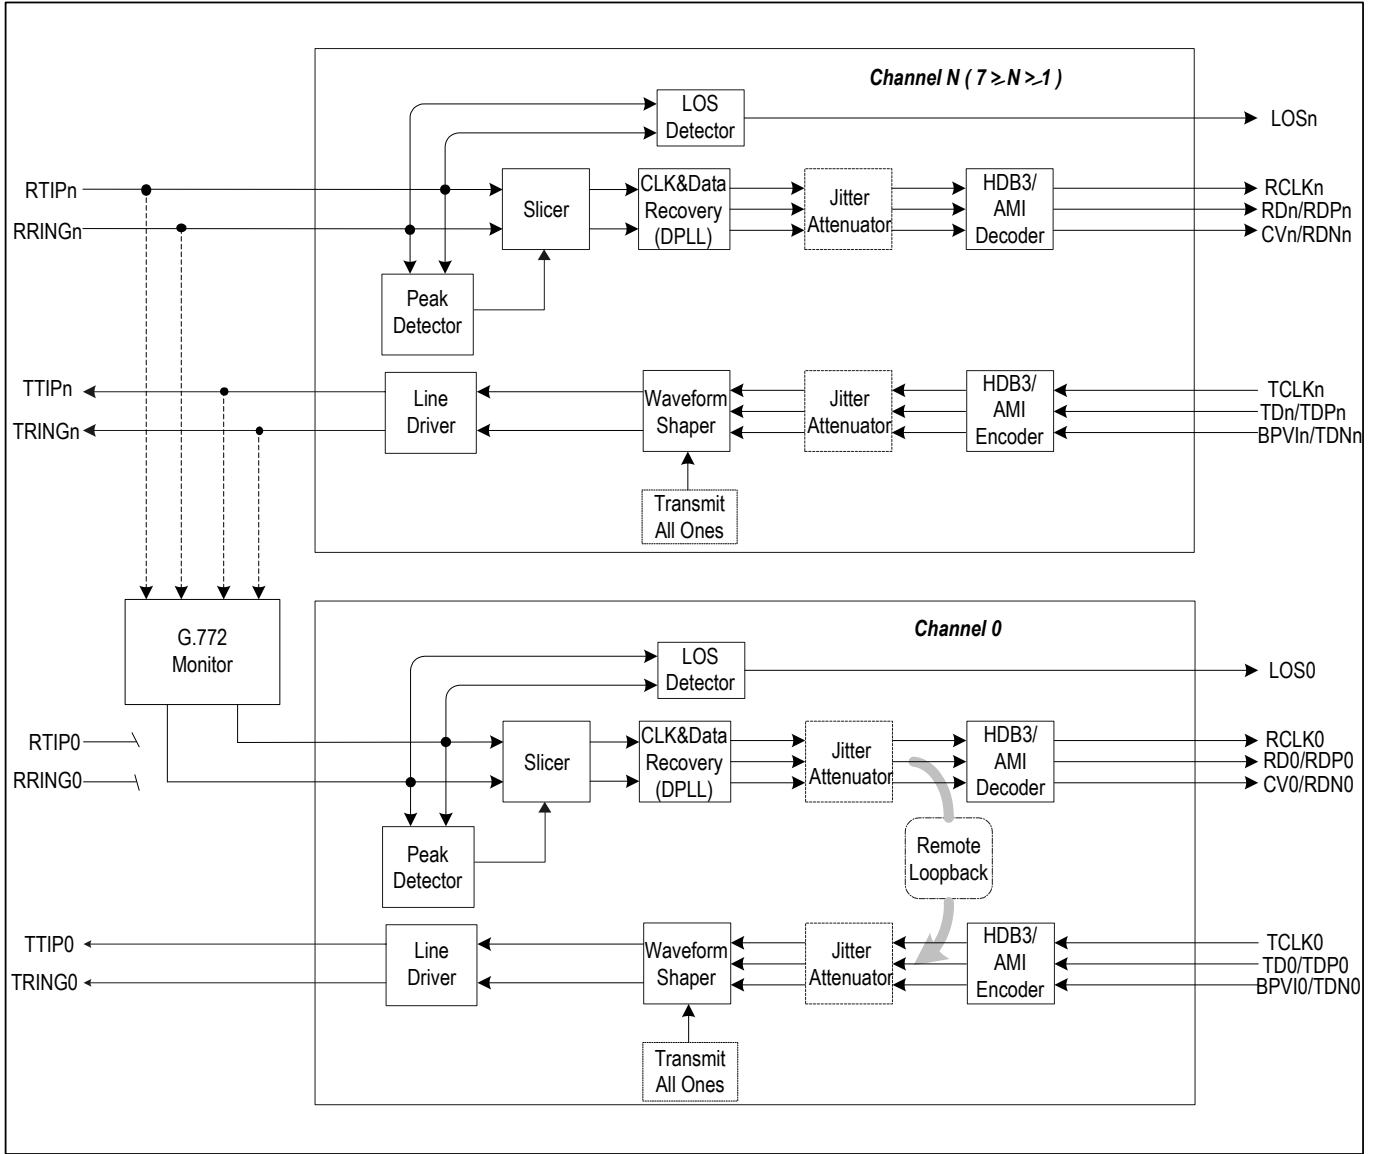 Channel N ( 7 ≥ N ≥ 1 )
LOS
Detector
LOSn
RTIPn
RRINGn
Slicer
CLK&Data
Recovery
(DPLL)
Jitter
Attenuator
HDB3/
AMI
Decoder
RCLKn
RDn/RDPn
CVn/RDNn
Peak
Detector
TTIPn
TRINGn
Line
Driver
Waveform
Shaper
Jitter
Attenuator
HDB3/
AMI
Encoder
TCLKn
TDn/TDPn
BPVIn/TDNn
Transmit
All Ones
G.772
Monitor
Channel 0
LOS
Detector
LOS0
RTIP0
RRING0
Slicer
CLK&Data
Recovery
(DPLL)
Jitter
Attenuator
HDB3/
AMI
Decoder
RCLK0
RD0/RDP0
CV0/RDN0
Peak
Detector
Remote
Loopback
TTIP0
TRING0
Line
Driver
Waveform
Shaper
Jitter
Attenuator
HDB3/
AMI
Encoder
TCLK0
TD0/TDP0
BPVI0/TDN0
Transmit
All Ones